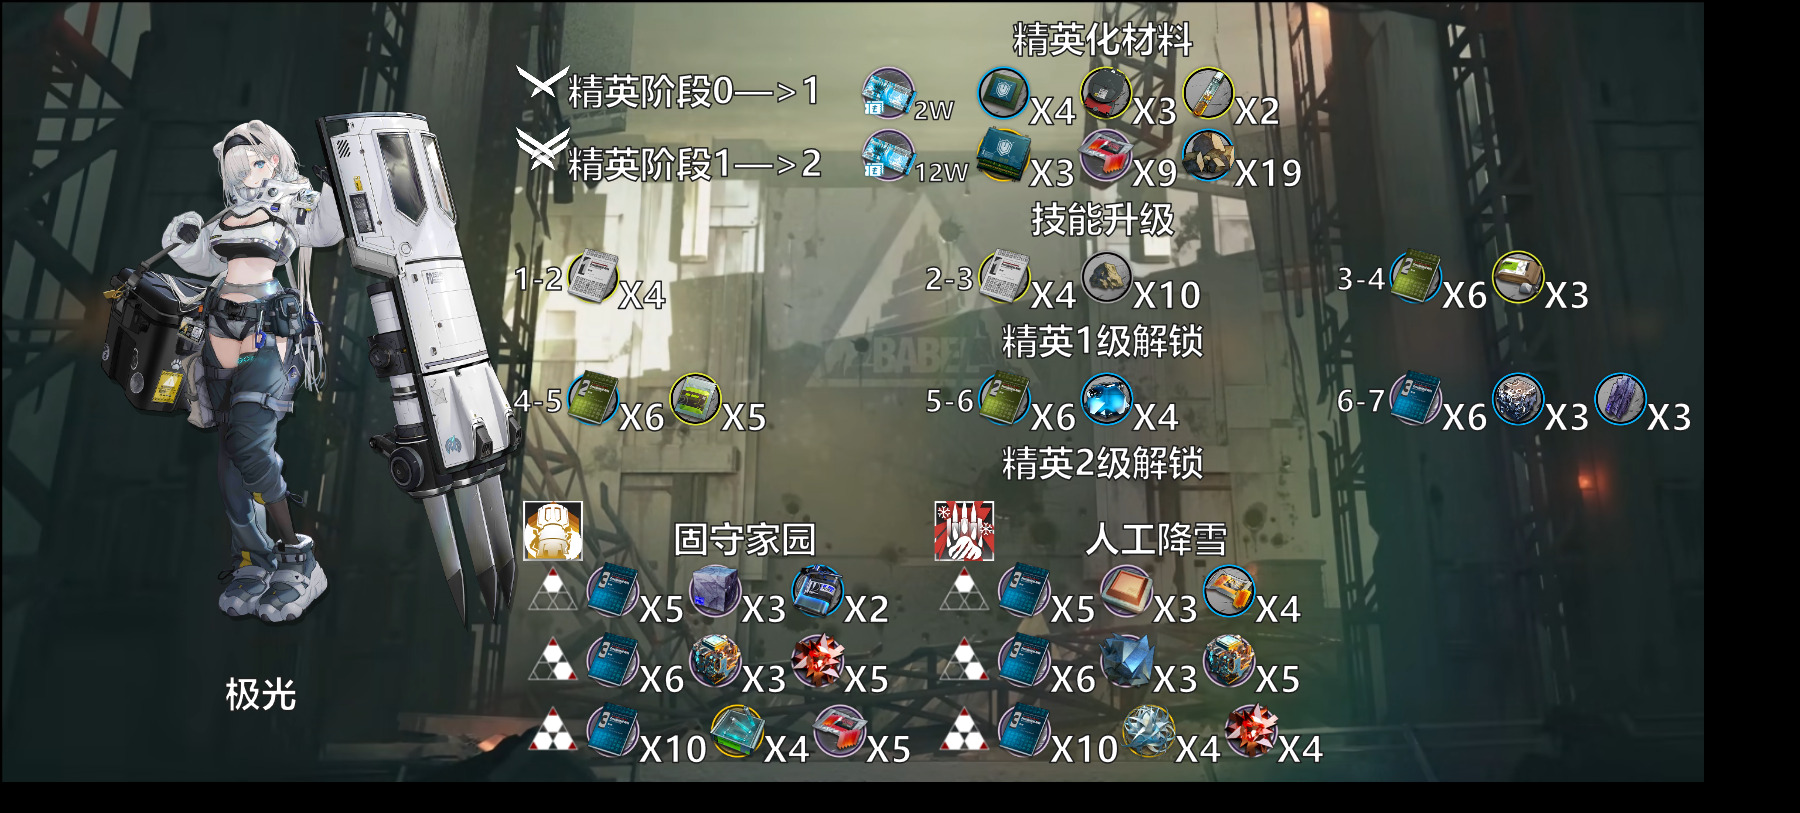 精英化材料
精英阶段0—>1 2W X4 X3 X2
精英阶段1—>2 12W X3 X9 X19
技能升级
1-2 X4 2-3 X4 X10 3-4 X6 X3
精英1级解锁
BABEL
4-5 X6 X5 5-6 X6 X4 6-7 X6 X3 X3
精英2级解锁
固守家园 人工降雪
X5 X3 X2 X5 X3 X4
X6 X3 X5 X6 X3 X5
极光
X10 X4 X5 X10 X4 X4